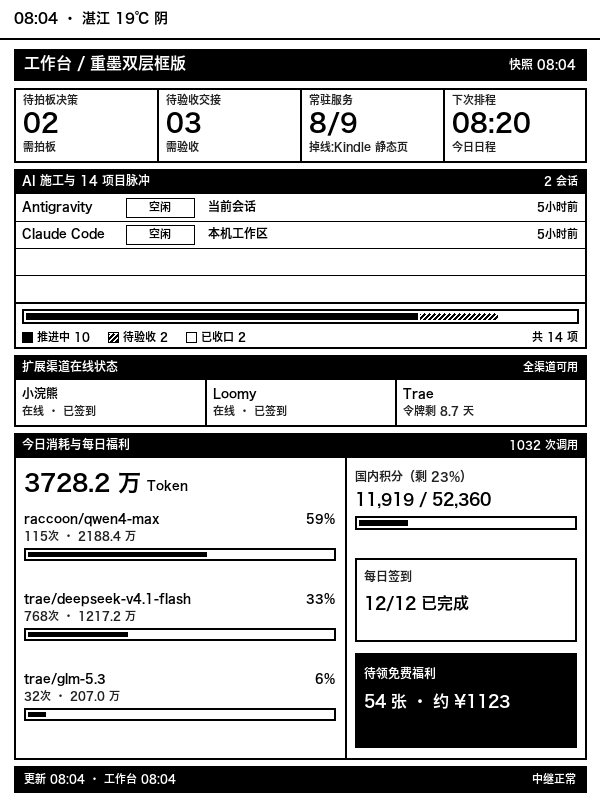 08:04 · 湛江 19℃ 阴
工作台 / 重墨双层框版 快照 08:04
待拍板决策 待验收交接 常驻服务 下次排程
02 03 8/9 08:20
需拍板 需验收 掉线:Kindle 静态页 今日日程
AI 施工与 14 项目脉冲 2 会话
Antigravity 空闲 当前会话 5小时前
Claude Code 空闲 本机工作区 5小时前
推进中 10 待验收 2 已收口 2 共 14 项
扩展渠道在线状态 全渠道可用
小浣熊 Loomy Trae
在线 · 已签到 在线 · 已签到 令牌剩 8.7 天
今日消耗与每日福利 1032 次调用
3728.2 万 Token
raccoon/qwen4-max 59%
115次 · 2188.4 万
trae/deepseek-v4.1-flash 33%
768次 · 1217.2 万
trae/glm-5.3 6%
32次 · 207.0 万
国内积分（剩 23%）
11,919 / 52,360
每日签到
12/12 已完成
待领免费福利
54 张 · 约 ¥1123
更新 08:04 · 工作台 08:04 中继正常